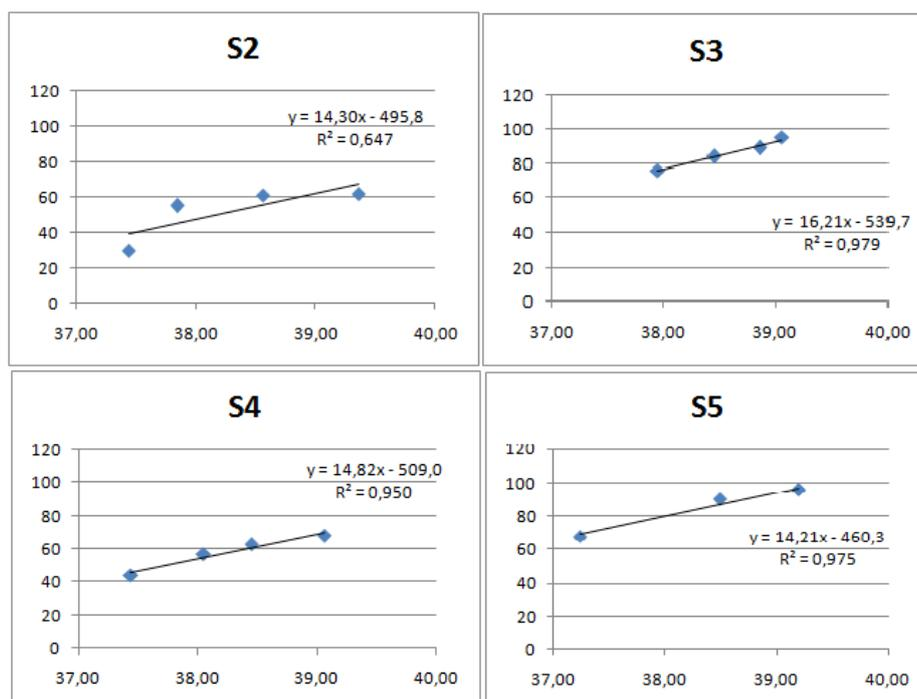 S2
120
100
80
60
40
20
0
y = 14,30x - 495,8
R² = 0,647
37,00 38,00 39,00 40,00
S3
120
100
80
60
40
20
0
y = 16,21x - 539,7
R² = 0,979
37,00 38,00 39,00 40,00
S4
120
100
80
60
40
20
0
y = 14,82x - 509,0
R² = 0,950
37,00 38,00 39,00 40,00
S5
120
100
80
60
40
20
0
y = 14,21x - 460,3
R² = 0,975
37,00 38,00 39,00 40,00